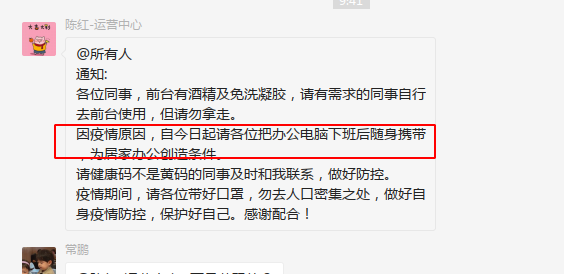 9:41
陈红-运营中心
@所有人
通知:
各位同事，前台有酒精及免洗凝胶，请有需求的同事自行
去前台使用，但请勿拿走。
因疫情原因，自今日起请各位把办公电脑下班后随身携带
，为居家办公创造条件。
请健康码不是黄码的同事及时和我联系，做好防控。
疫情期间，请各位带好口罩，勿去人口密集之处，做好自
身疫情防控，保护好自己。感谢配合！
常鹏